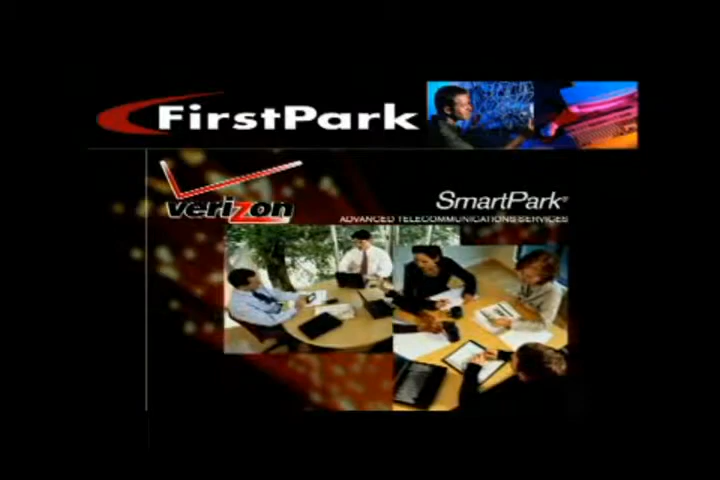 FirstPark
verizon
SmartPark®
ADVANCED TELECOMMUNICATIONS SERVICES